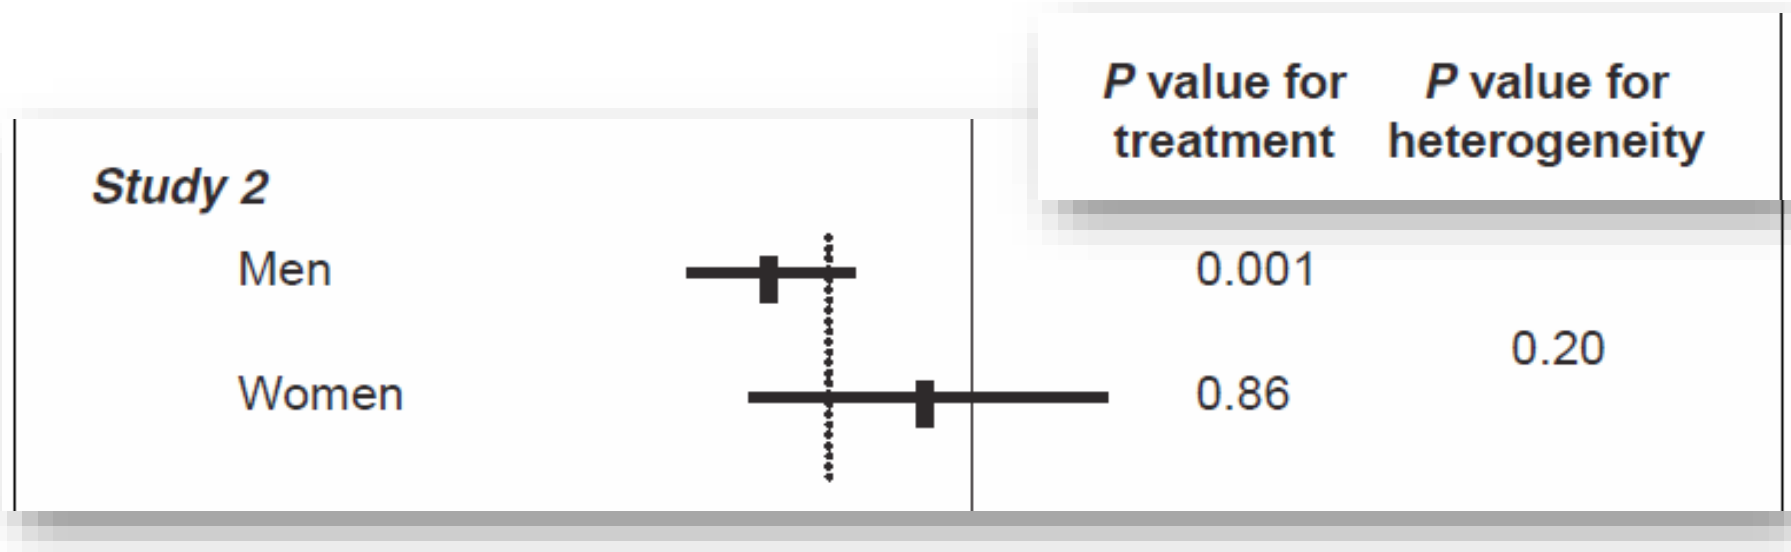 P value for treatment
P value for heterogeneity
Study 2
Men 0.001
0.20
Women 0.86